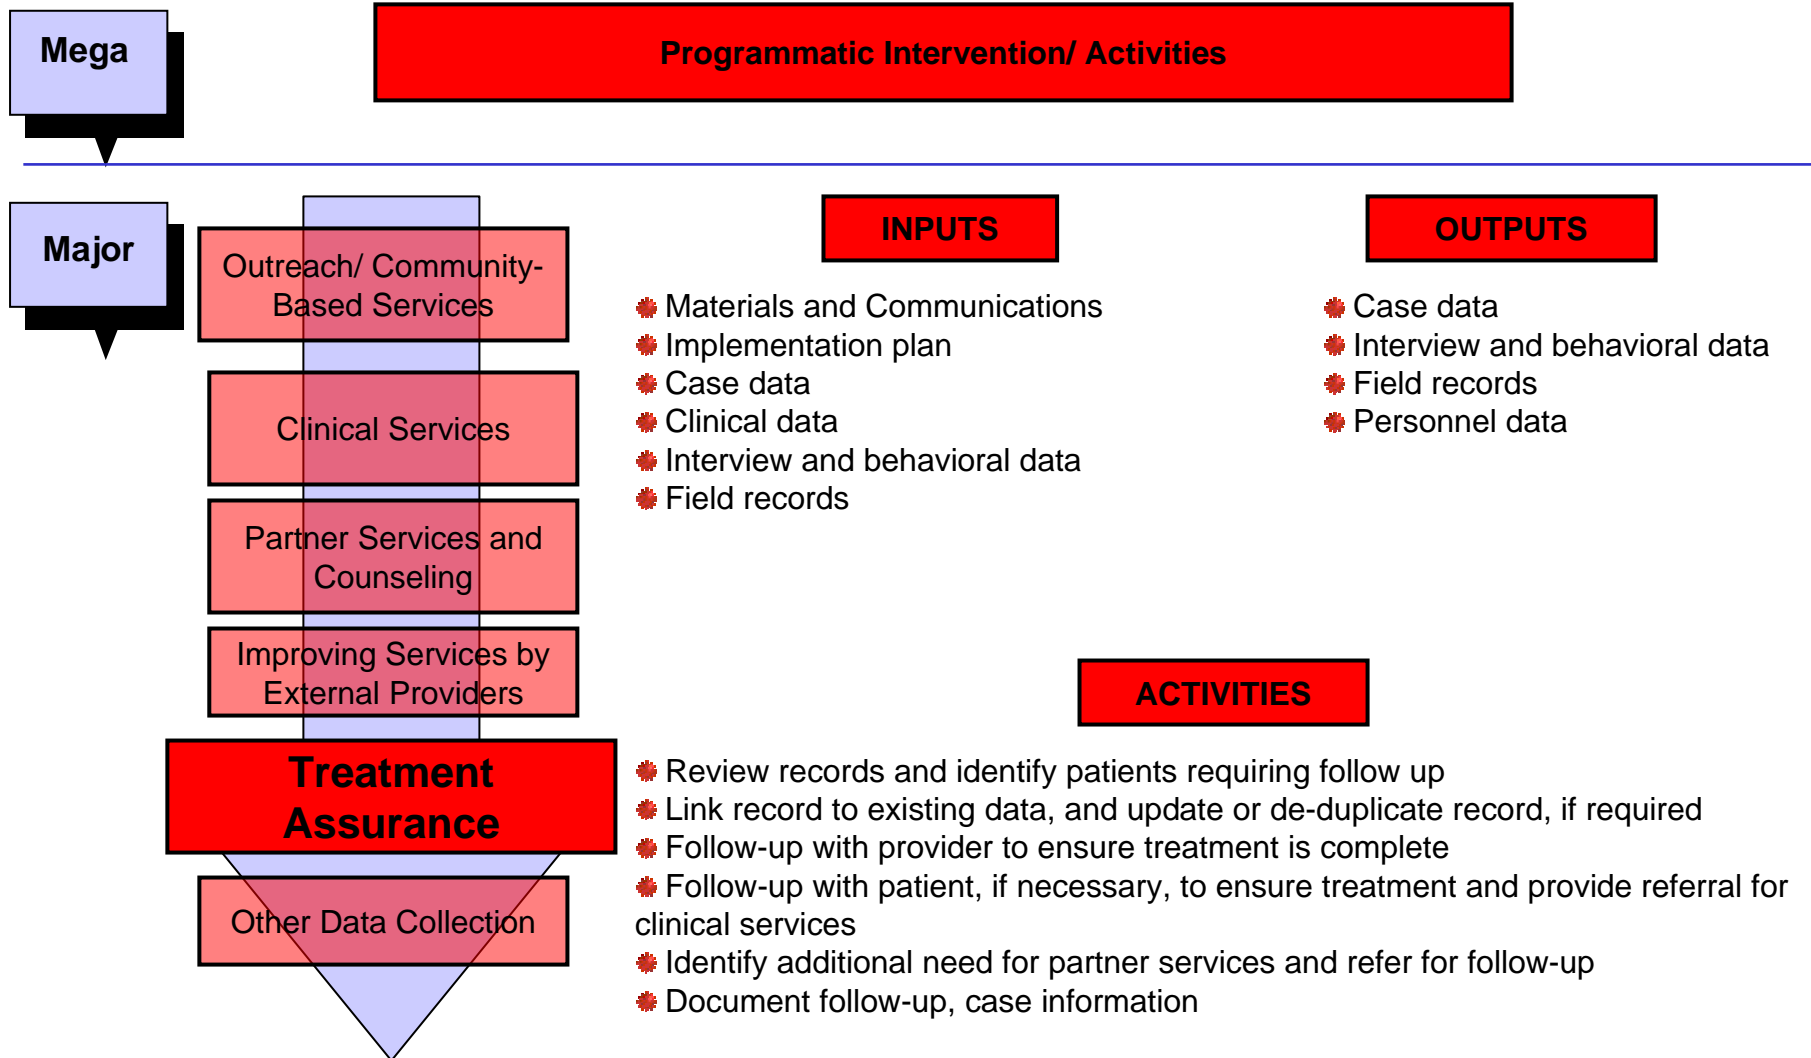 Mega
Programmatic Intervention/ Activities
Major
Outreach/ Community-
Based Services
Clinical Services
Partner Services and
Counseling
Improving Services by
External Providers
Treatment
Assurance
Other Data Collection
INPUTS
Materials and Communications
Implementation plan
Case data
Clinical data
Interview and behavioral data
Field records
OUTPUTS
Case data
Interview and behavioral data
Field records
Personnel data
ACTIVITIES
Review records and identify patients requiring follow up
Link record to existing data, and update or de-duplicate record, if required
Follow-up with provider to ensure treatment is complete
Follow-up with patient, if necessary, to ensure treatment and provide referral for
clinical services
Identify additional need for partner services and refer for follow-up
Document follow-up, case information